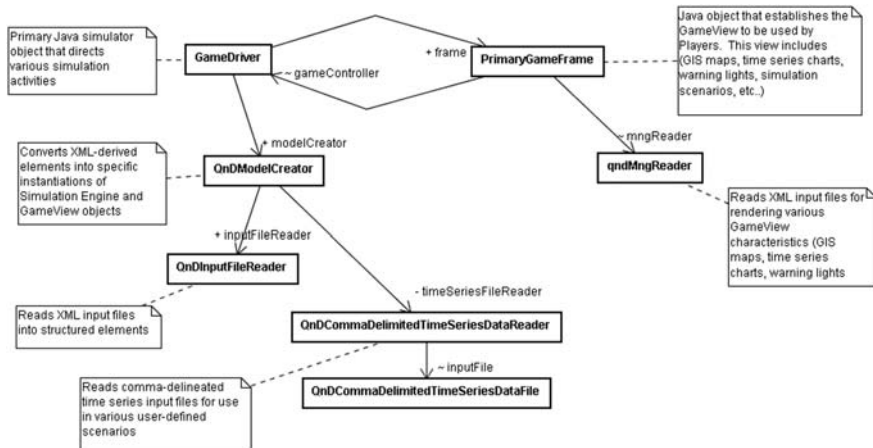 Primary Java simulator
object that directs
various simulation
activities
GameDriver
+ frame
~ gameController
PrimaryGameFrame
Java object that establishes the
GameView to be used by
Players.  This view includes
(GIS maps, time series charts,
warning lights, simulation
scenarios, etc..)
+ modelCreator
~ mngReader
Converts XML-derived
elements into specific
instantiations of
Simulation Engine and
GameView objects
QnDModelCreator
qndMngReader
+ inputFileReader
Reads XML input files for
rendering various
GameView
characteristics (GIS
maps, time series
charts, warning lights
QnDInputFileReader
- timeSeriesFileReader
Reads XML input files
into structured elements
QnDCommaDelimitedTimeSeriesDataReader
~ inputFile
Reads comma-delineated
time series input files for use
in various user-defined
scenarios
QnDCommaDelimitedTimeSeriesDataFile